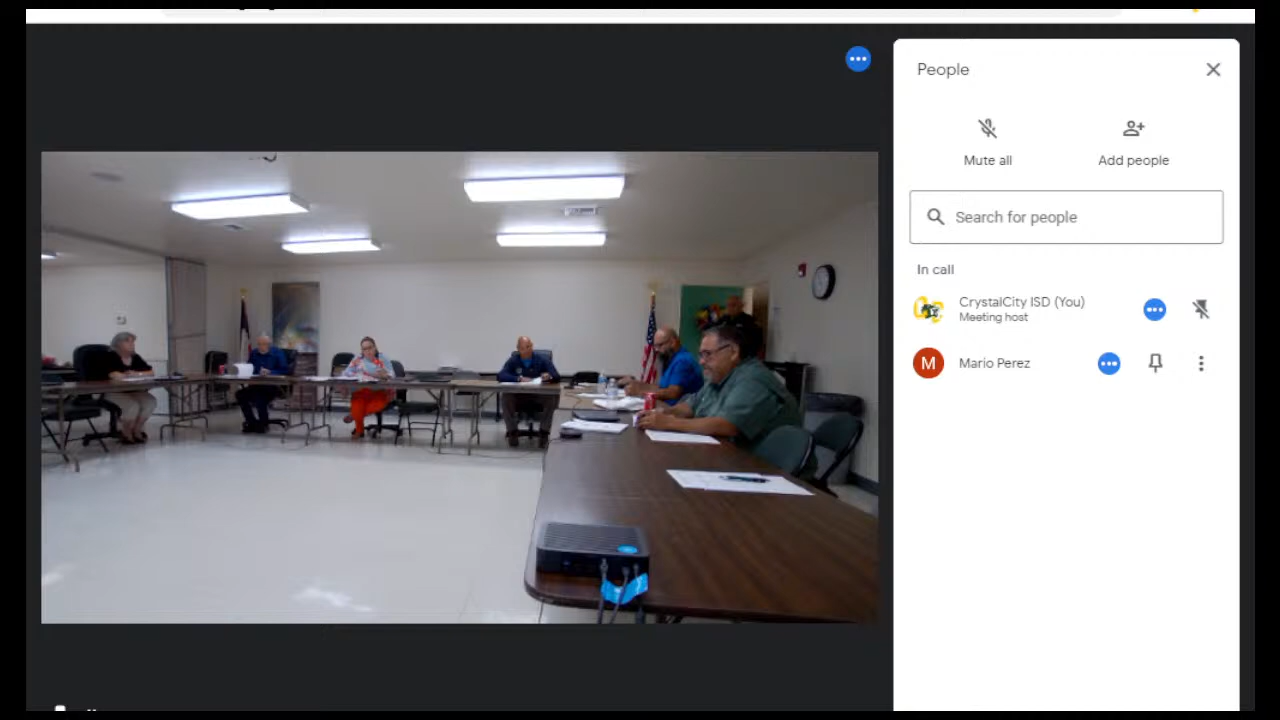 People
Mute all
Add people
Search for people
In call
CrystalCity ISD (You)
Meeting host
M
Mario Perez